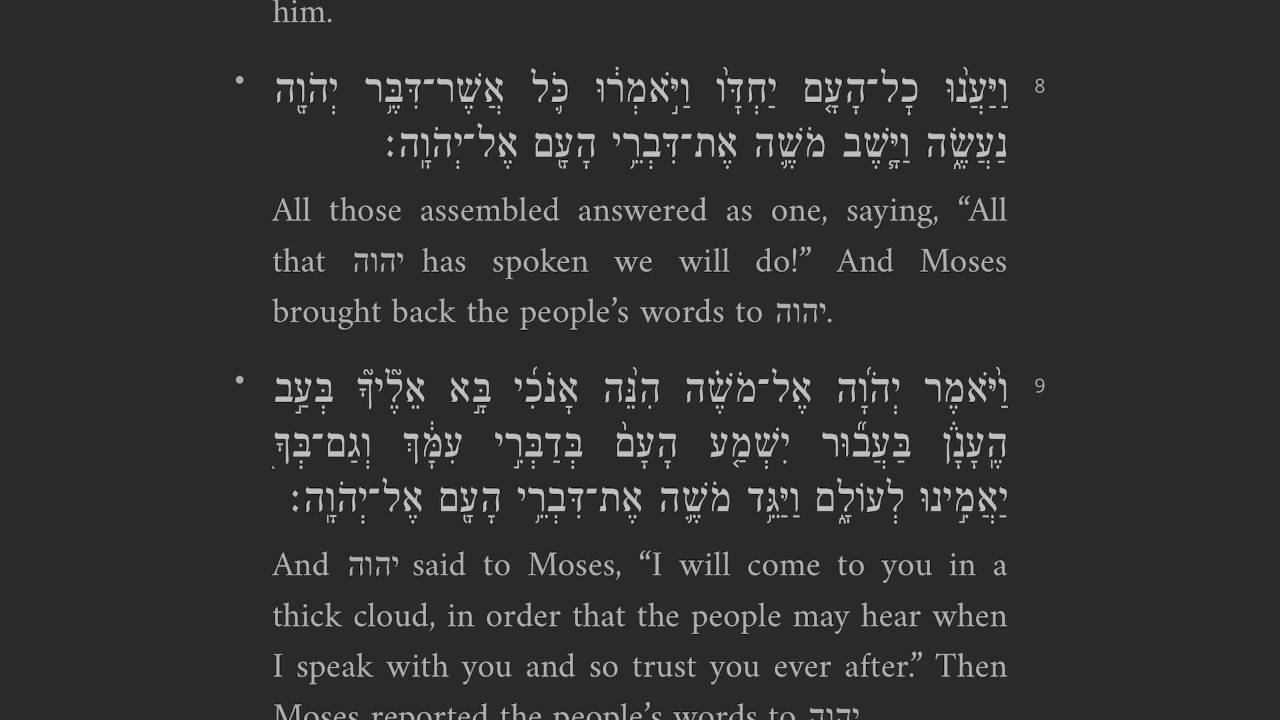 him.
וַיַּעֲנ֨וּ כׇל־הָעָ֤ם יַחְדָּו֙ וַיֹּ֣אמְר֔וּ כֹּ֛ל אֲשֶׁר־דִּבֶּ֥ר יְהֹוָ֖ה 8
נַעֲשֶׂ֑ה וַיָּ֧שֶׁב מֹשֶׁ֛ה אֶת־דִּבְרֵ֥י הָעָ֖ם אֶל־יְהֹוָֽה׃
All those assembled answered as one, saying, “All
that יהוה has spoken we will do!” And Moses
brought back the people’s words to יהוה.
וַיֹּ֨אמֶר יְהֹוָ֜ה אֶל־מֹשֶׁ֗ה הִנֵּ֨ה אָנֹכִ֜י בָּ֣א אֵלֶ֘יךָ֮ בְּעַ֣ב 9
הֶֽעָנָן֒ בַּעֲב֞וּר יִשְׁמַ֤ע הָעָם֙ בְּדַבְּרִ֣י עִמָּ֔ךְ וְגַם־בְּךָ֖
יַאֲמִ֣ינוּ לְעוֹלָ֑ם וַיַּגֵּ֥ד מֹשֶׁ֛ה אֶת־דִּבְרֵ֥י הָעָ֖ם אֶל־יְהֹוָֽה׃
And יהוה said to Moses, “I will come to you in a
thick cloud, in order that the people may hear when
I speak with you and so trust you ever after.” Then
Moses reported the people’s words to יהוה